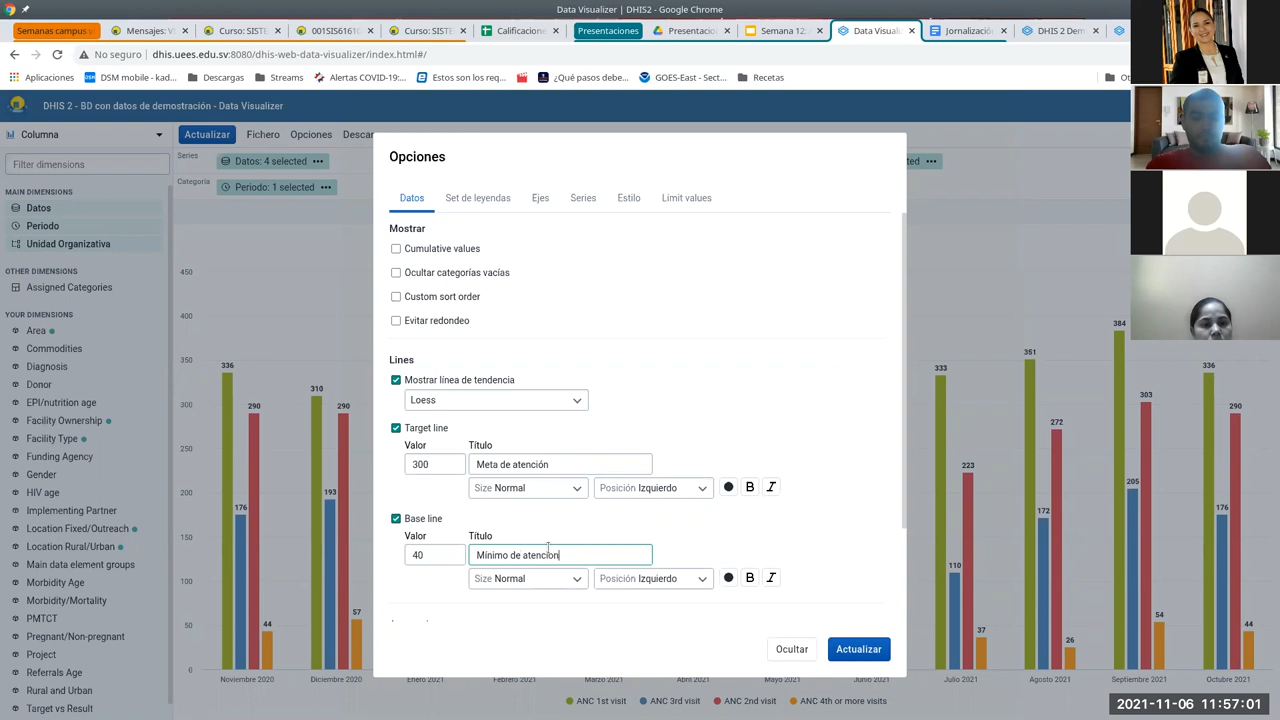 Data Visualizer | DHIS2 - Google Chrome
Semanas campus v
Mensajes: V
Curso: SISTE
001SIS6161O
Curso: SISTE
Calificacione
Presentaciones
Presentacio
Semana 12:
Data Visuali
Jornalizació
DHIS 2 Dem
No seguro
dhis.uees.edu.sv:8080/dhis-web-data-visualizer/index.html#/
Aplicaciones
DSM mobile - kad...
Descargas
Streams
Alertas COVID-19:...
Estos son los req...
¿Qué pasos debe...
GOES-East - Sect...
Recetas
Ot
DHIS 2 - BD con datos de demostración - Data Visualizer
Columna
Actualizar
Fichero
Opciones
Descar
Filter dimensions
Series
Datos: 4 selected
Categoría
Periodo: 1 selected
ted
MAIN DIMENSIONS
Datos
Periodo
Unidad Organizativa
OTHER DIMENSIONS
Assigned Categories
YOUR DIMENSIONS
Area
Commodities
Diagnosis
Donor
EPI/nutrition age
Facility Ownership
Facility Type
Funding Agency
Gender
HIV age
Implementing Partner
Location Fixed/Outreach
Location Rural/Urban
Main data element groups
Morbidity Age
Morbidity/Mortality
PMTCT
Pregnant/Non-pregnant
Project
Referrals Age
Rural and Urban
Target vs Result
450
400
350
300
250
200
150
100
50
0
336
176
290
44
Noviembre 2020
310
193
290
57
Diciembre 2020
Enero 2021
Febrero 2021
Marzo 2021
Abril 2021
Mayo 2021
Junio 2021
333
110
223
37
Julio 2021
351
172
272
26
Agosto 2021
384
205
303
54
Septiembre 2021
336
176
290
44
Octubre 2021
ANC 1st visit
ANC 3rd visit
ANC 2nd visit
ANC 4th or more visits
Opciones
Datos
Set de leyendas
Ejes
Series
Estilo
Limit values
Mostrar
Cumulative values
Ocultar categorías vacías
Custom sort order
Evitar redondeo
Lines
Mostrar línea de tendencia
Loess
Target line
Valor
Título
300
Meta de atención
Size Normal
Posición Izquierdo
B
I
Base line
Valor
Título
40
Mínimo de atencion
Size Normal
Posición Izquierdo
B
I
Ocultar
Actualizar
2021-11-06 11:57:01